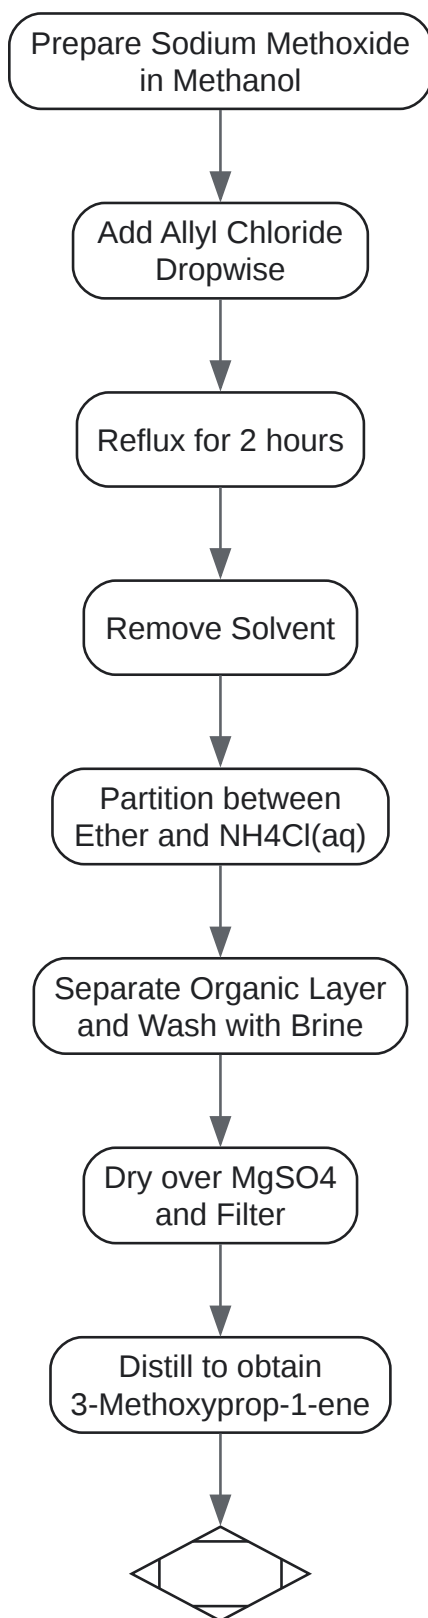 Prepare Sodium Methoxide
in Methanol
Add Allyl Chloride
Dropwise
Reflux for 2 hours
Remove Solvent
Partition between
Ether and NH4Cl(aq)
Separate Organic Layer
and Wash with Brine
Dry over MgSO4
and Filter
Distill to obtain
3-Methoxyprop-1-ene